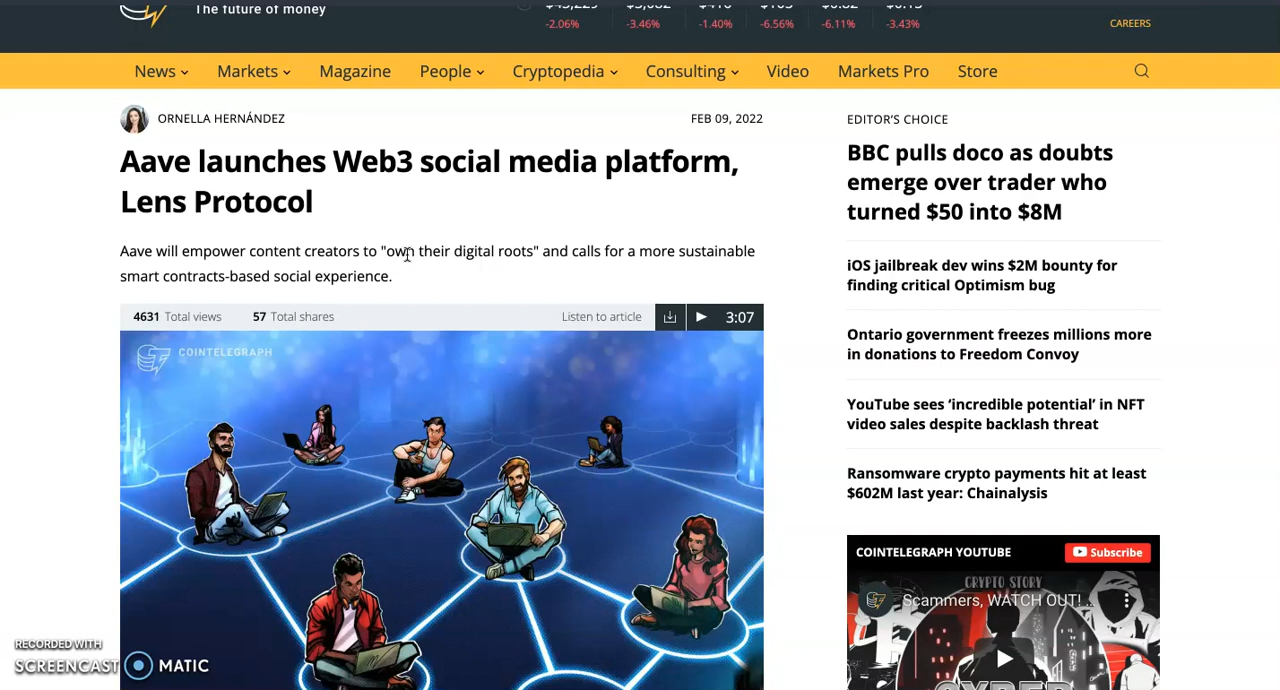 The future of money
-2.06%
-3.46%
-1.40%
-6.56%
-6.11%
-3.43%
CAREERS
News
Markets
Magazine
People
Cryptopedia
Consulting
Video
Markets Pro
Store
ORNELLA HERNÁNDEZ
FEB 09, 2022
Aave launches Web3 social media platform,
Lens Protocol
Aave will empower content creators to "own their digital roots" and calls for a more sustainable
smart contracts-based social experience.
4631 Total views
57 Total shares
Listen to article
3:07
COINTELEGRAPH
EDITOR'S CHOICE
BBC pulls doco as doubts
emerge over trader who
turned $50 into $8M
iOS jailbreak dev wins $2M bounty for
finding critical Optimism bug
Ontario government freezes millions more
in donations to Freedom Convoy
YouTube sees ‘incredible potential’ in NFT
video sales despite backlash threat
Ransomware crypto payments hit at least
$602M last year: Chainalysis
COINTELEGRAPH YOUTUBE
Subscribe
CRYPTO STORY
Scammers, WATCH OUT! ..
RECORDED WITH
SCREENCAST MATIC